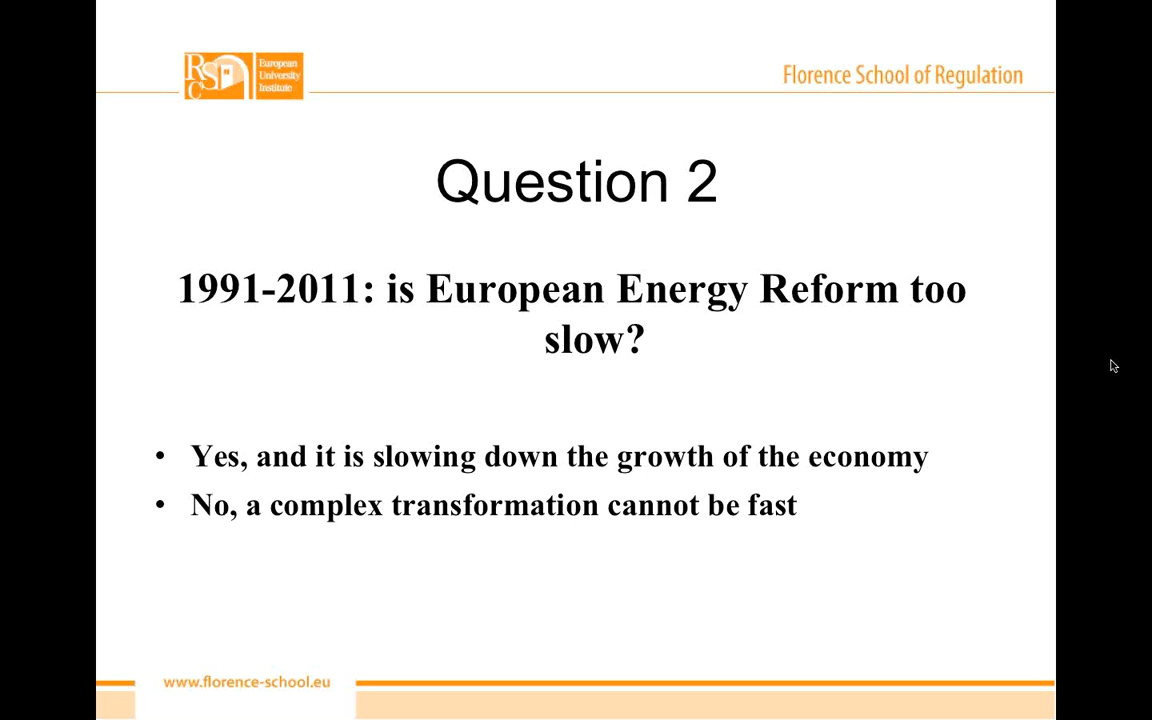 RSC
European
University
Institute
Florence School of Regulation
Question 2
1991-2011: is European Energy Reform too
slow?
• Yes, and it is slowing down the growth of the economy
• No, a complex transformation cannot be fast
www.florence-school.eu